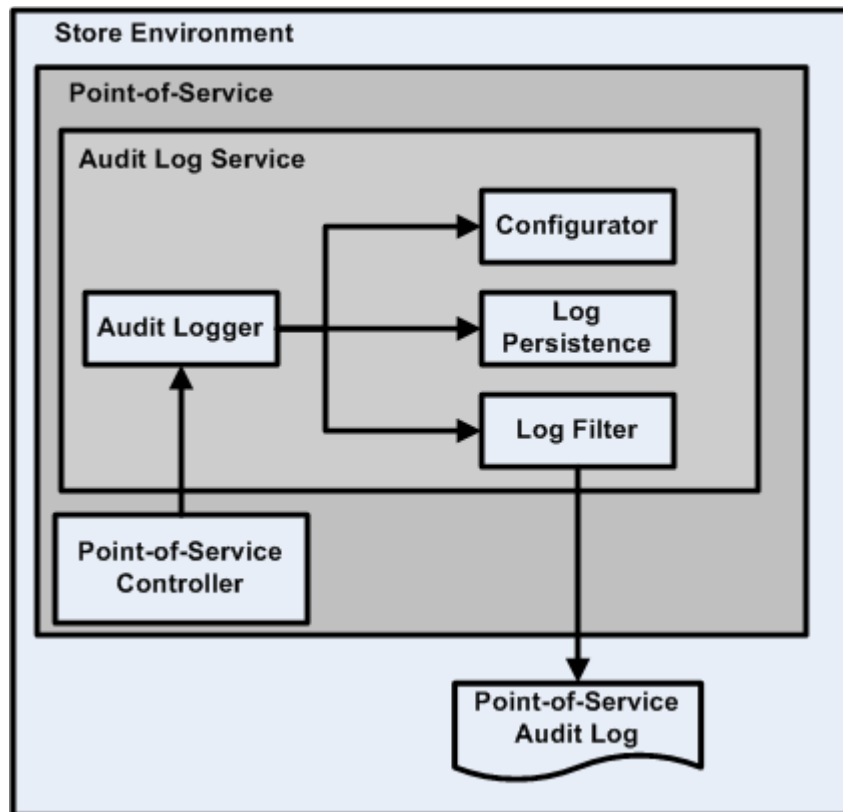 Store Environment
Point-of-Service
Audit Log Service
Configurator
Audit Logger
Log
Persistence
Log Filter
Point-of-Service
Controller
Point-of-Service
Audit Log